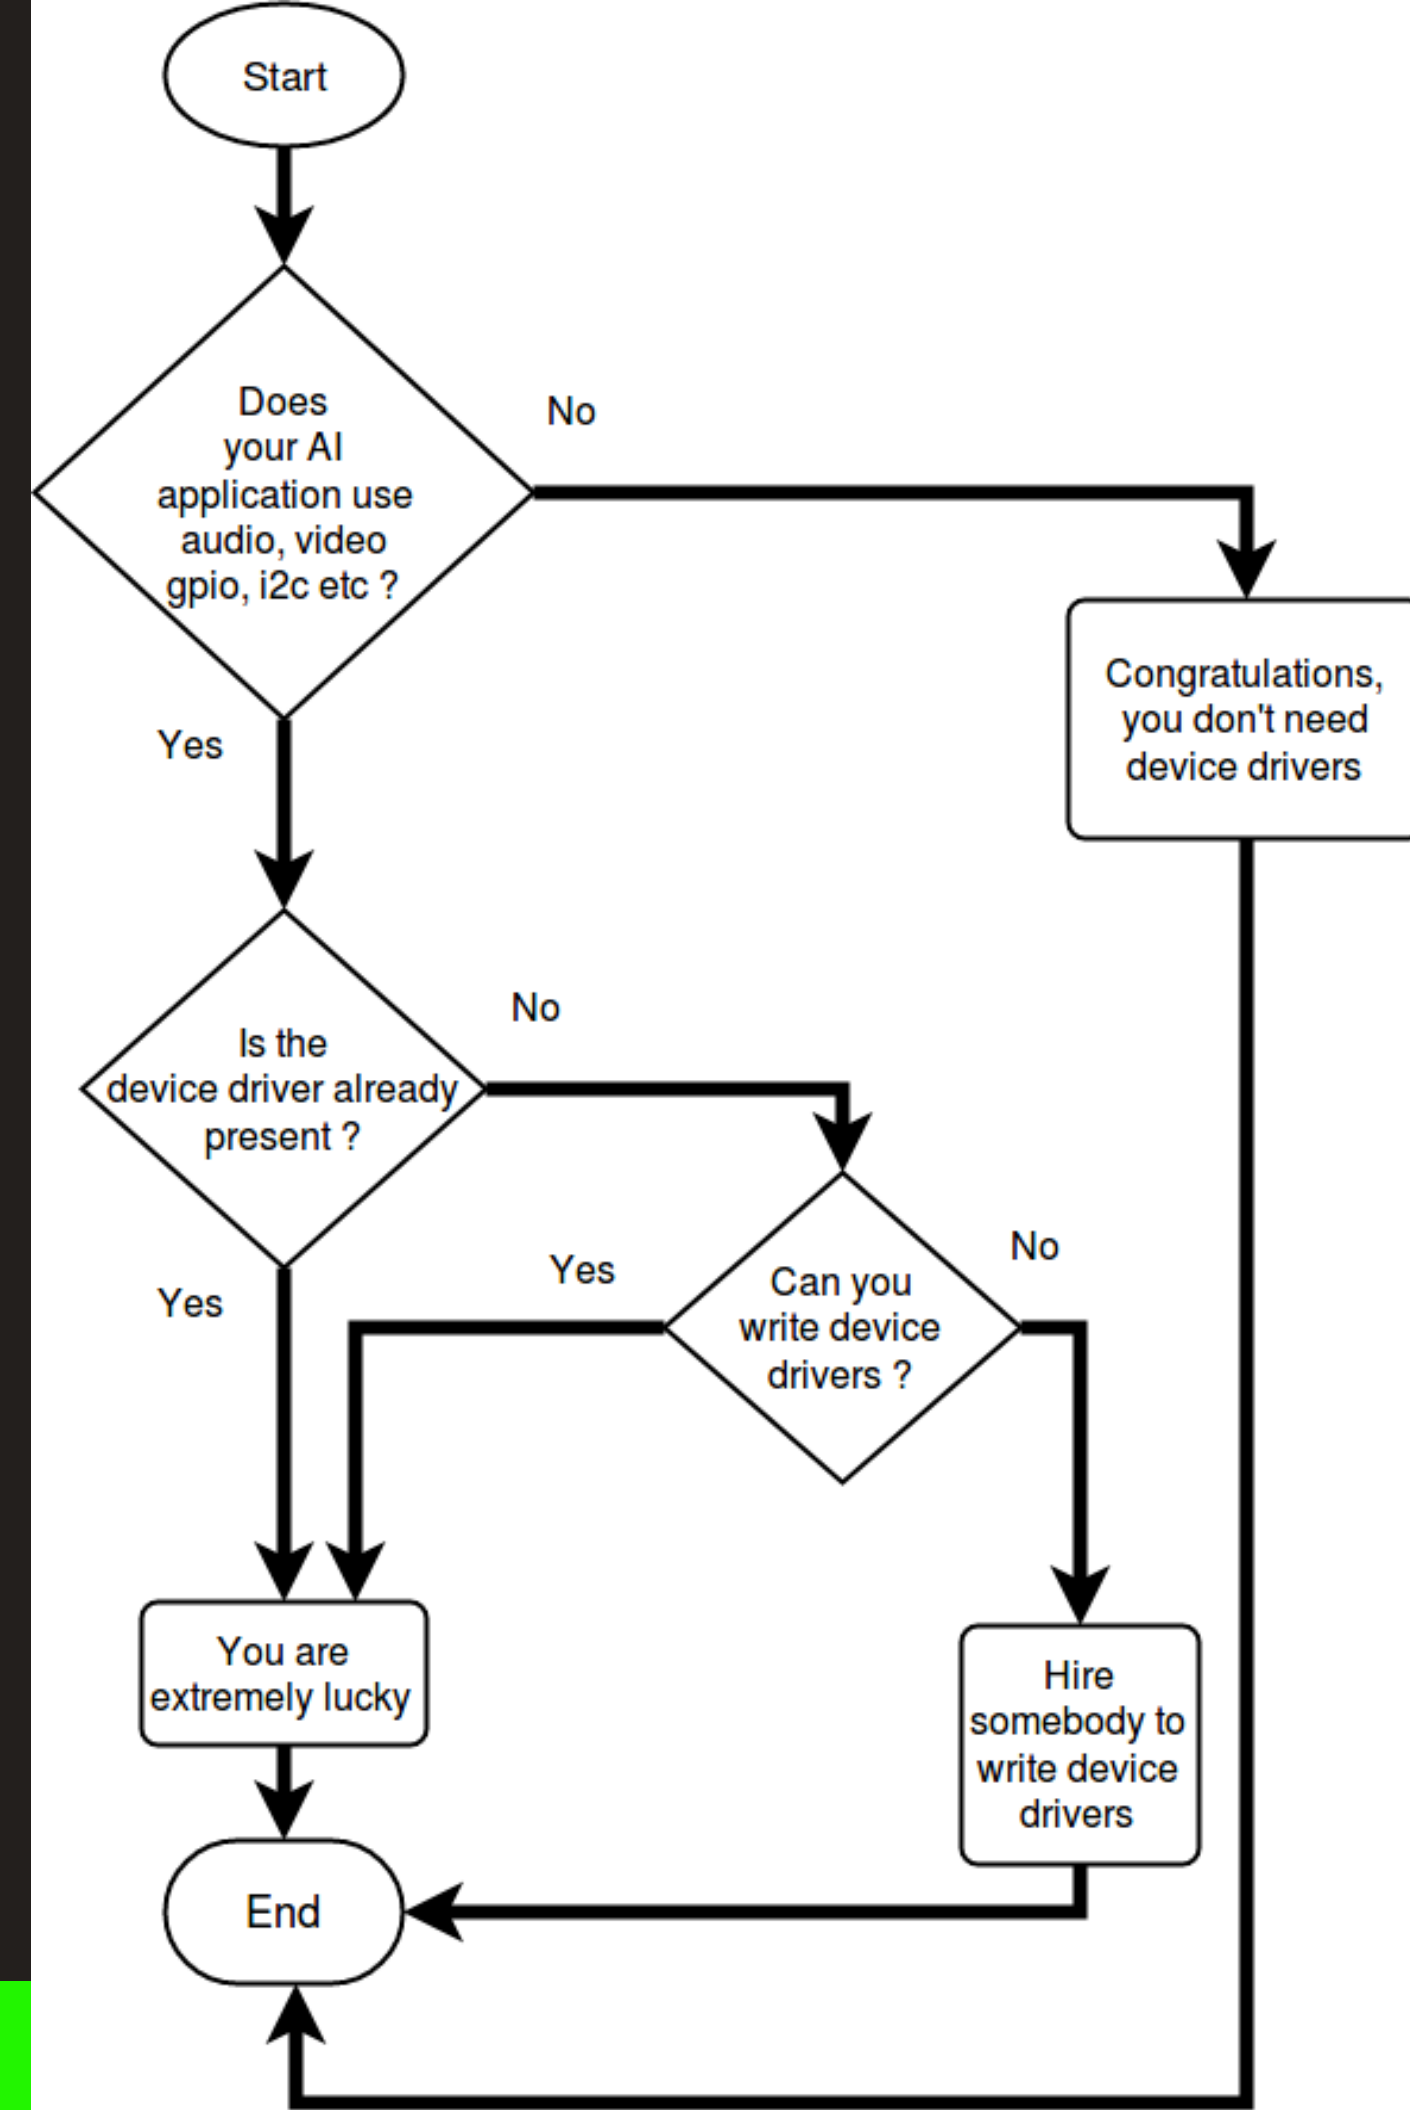 Start
Does
your AI
application use
audio, video
gpio, i2c etc ?
No
Congratulations,
you don't need
device drivers
Yes
Is the
device driver already
present ?
No
Can you
write device
drivers ?
Yes
No
Yes
You are
extremely lucky
Hire
somebody to
write device
drivers
End